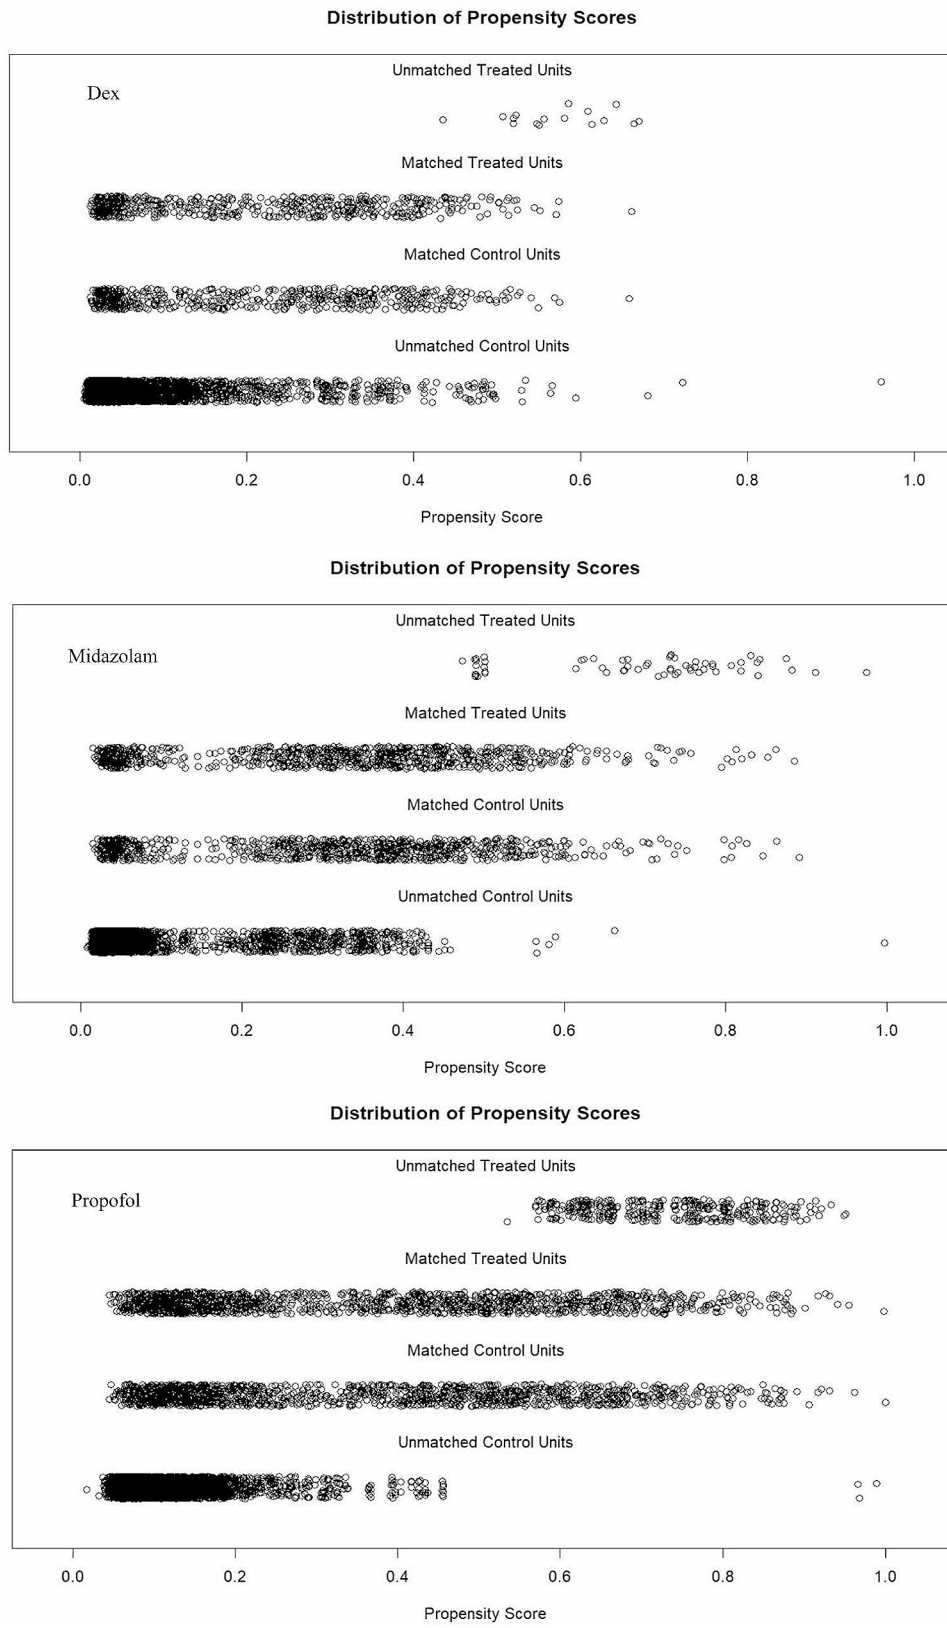 Distribution of Propensity Scores
Unmatched Treated Units
Dex
Matched Treated Units
Matched Control Units
Unmatched Control Units
0.0 0.2 0.4 0.6 0.8 1.0
Propensity Score
Distribution of Propensity Scores
Unmatched Treated Units
Midazolam
Matched Treated Units
Matched Control Units
Unmatched Control Units
0.0 0.2 0.4 0.6 0.8 1.0
Propensity Score
Distribution of Propensity Scores
Unmatched Treated Units
Propofol
Matched Treated Units
Matched Control Units
Unmatched Control Units
0.0 0.2 0.4 0.6 0.8 1.0
Propensity Score